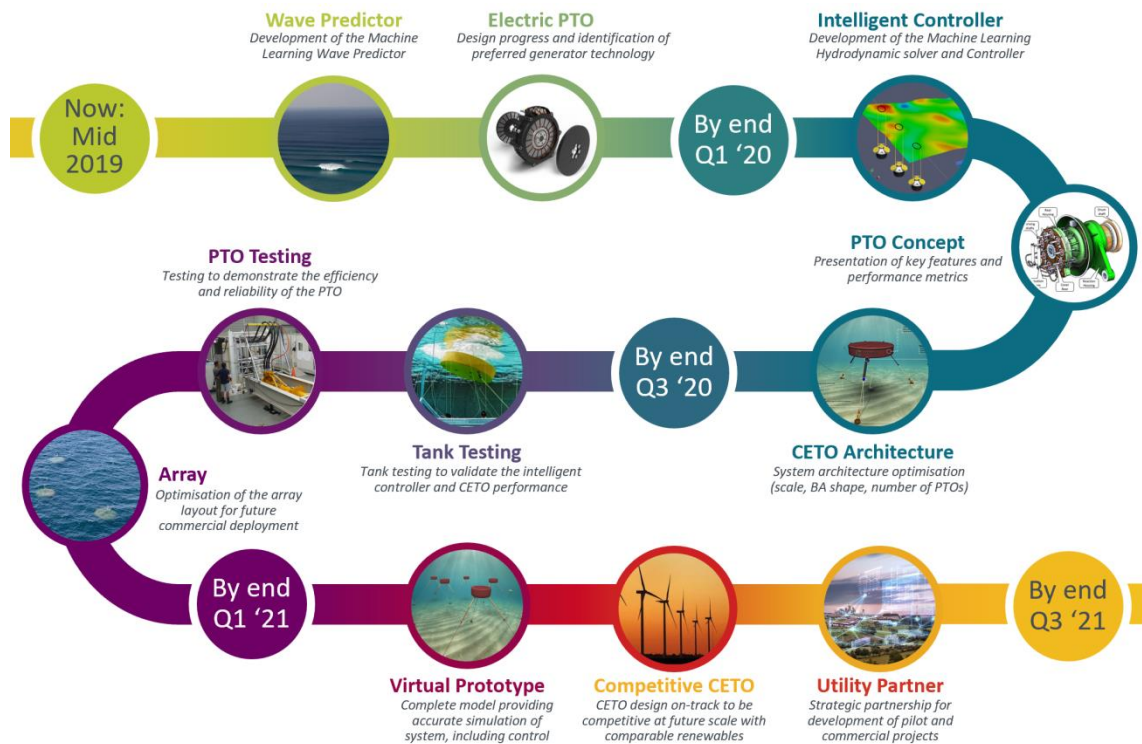 Wave Predictor
Development of the Machine
Learning Wave Predictor
Electric PTO
Design progress and identification of
preferred generator technology
Intelligent Controller
Development of the Machine Learning
Hydrodynamic solver and Controller
Now:
Mid
2019
By end
Q1 ‘20
PTO Concept
Presentation of key features and
performance metrics
PTO Testing
Testing to demonstrate the efficiency
and reliability of the PTO
By end
Q3 ‘20
Tank Testing
Tank testing to validate the intelligent
controller and CETO performance
CETO Architecture
System architecture optimisation
(scale, BA shape, number of PTOs)
Array
Optimisation of the array
layout for future
commercial deployment
By end
Q1 ‘21
By end
Q3 ‘21
Virtual Prototype
Complete model providing
accurate simulation of
system, including control
Competitive CETO
CETO design on-track to be
competitive at future scale with
comparable renewables
Utility Partner
Strategic partnership for
development of pilot and
commercial projects